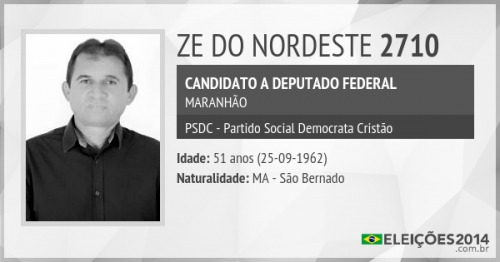 ZE DO NORDESTE 2710
CANDIDATO A DEPUTADO FEDERAL
MARANHÃO
PSDC - Partido Social Democrata Cristão
Idade: 51 anos (25-09-1962)
Naturalidade: MA - São Bernado
ELEIÇÕES2014
.com.br